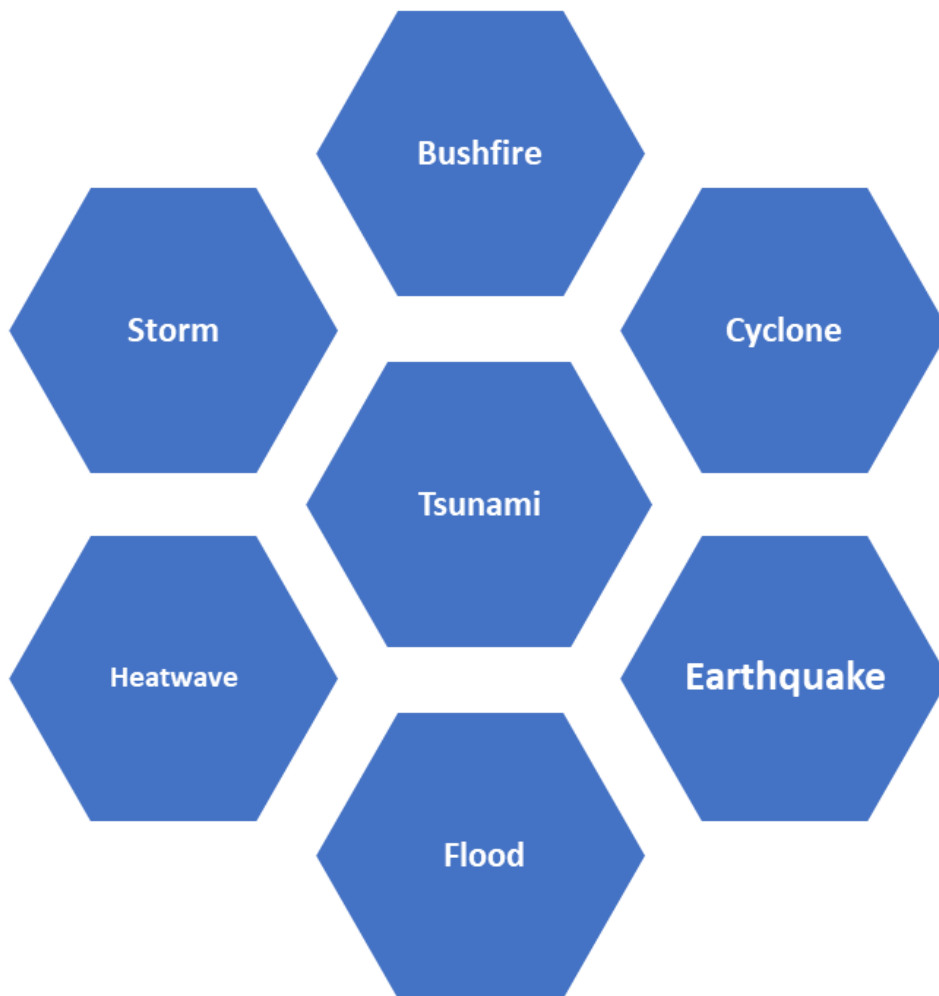 Bushfire
Storm
Cyclone
Tsunami
Heatwave
Earthquake
Flood